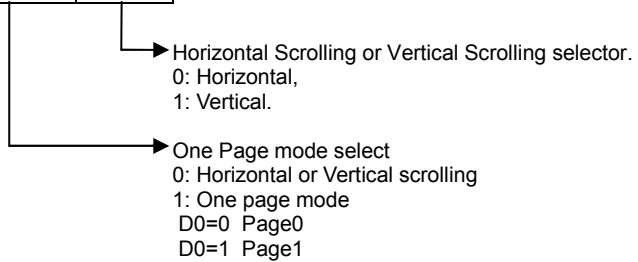 Horizontal Scrolling or Vertical Scrolling selector.
0: Horizontal,
1: Vertical.
One Page mode select
0: Horizontal or Vertical scrolling
1: One page mode
D0=0 Page0
D0=1 Page1